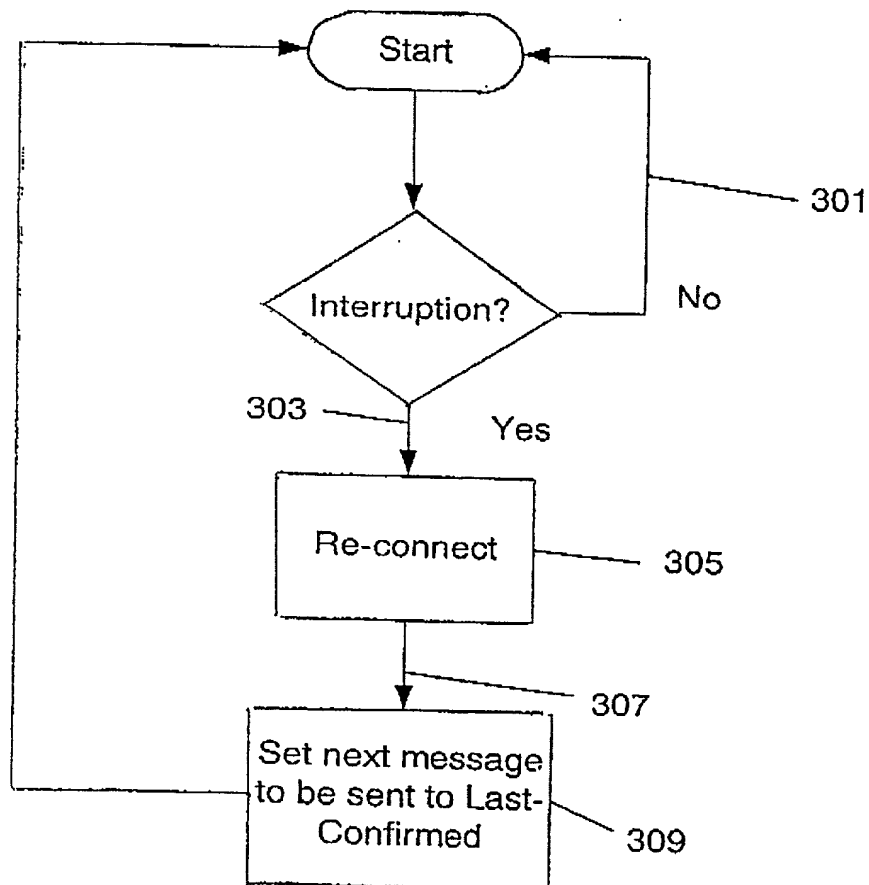 Start
301
Interruption?
No
303
Yes
Re-connect
305
307
Set next message
to be sent to Last-
Confirmed
309